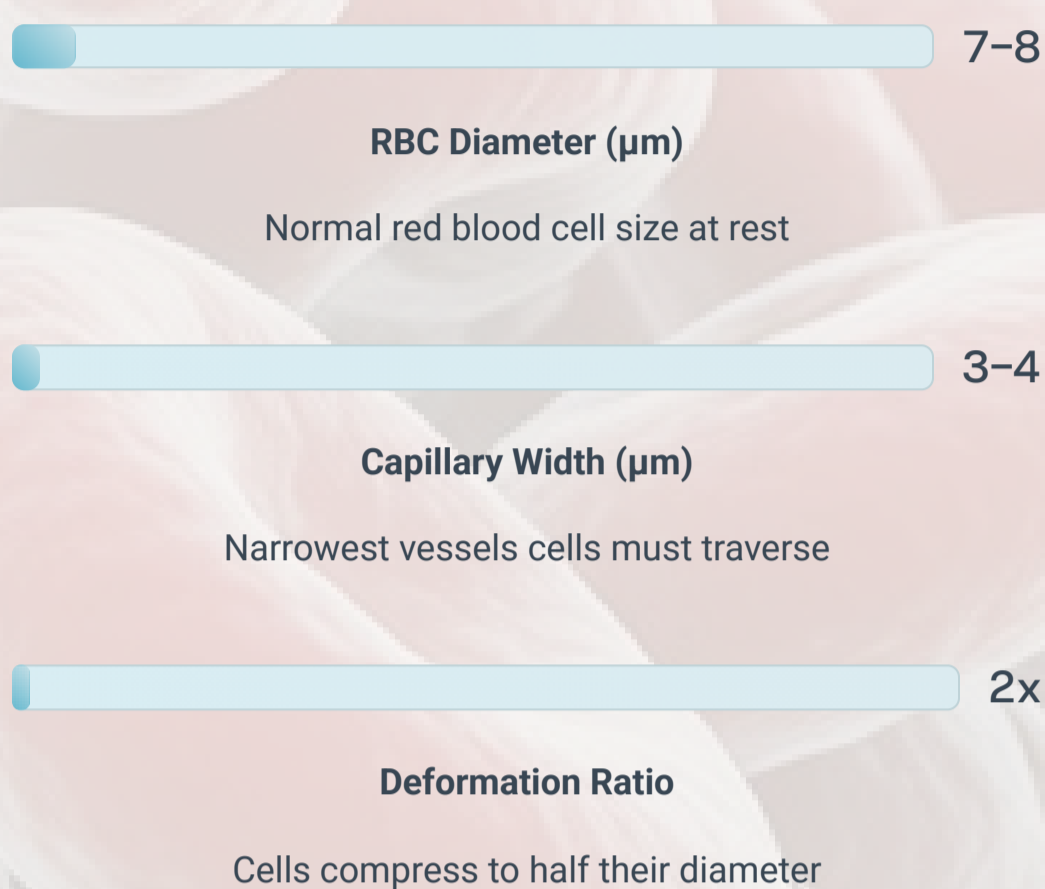 7–8
RBC Diameter (µm)
Normal red blood cell size at rest
3–4
Capillary Width (µm)
Narrowest vessels cells must traverse
2x
Deformation Ratio
Cells compress to half their diameter